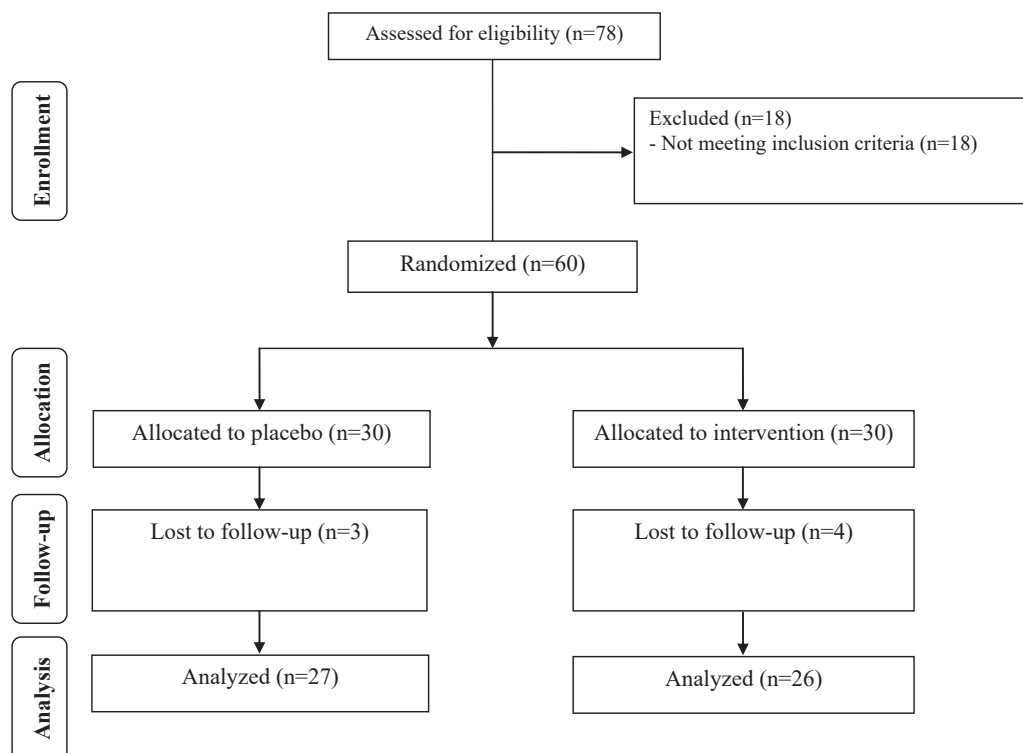 Assessed for eligibility (n=78)
Enrollment
Excluded (n=18)
- Not meeting inclusion criteria (n=18)
Randomized (n=60)
Allocation
Allocated to placebo (n=30)
Allocated to intervention (n=30)
Follow-up
Lost to follow-up (n=3)
Lost to follow-up (n=4)
Analysis
Analyzed (n=27)
Analyzed (n=26)